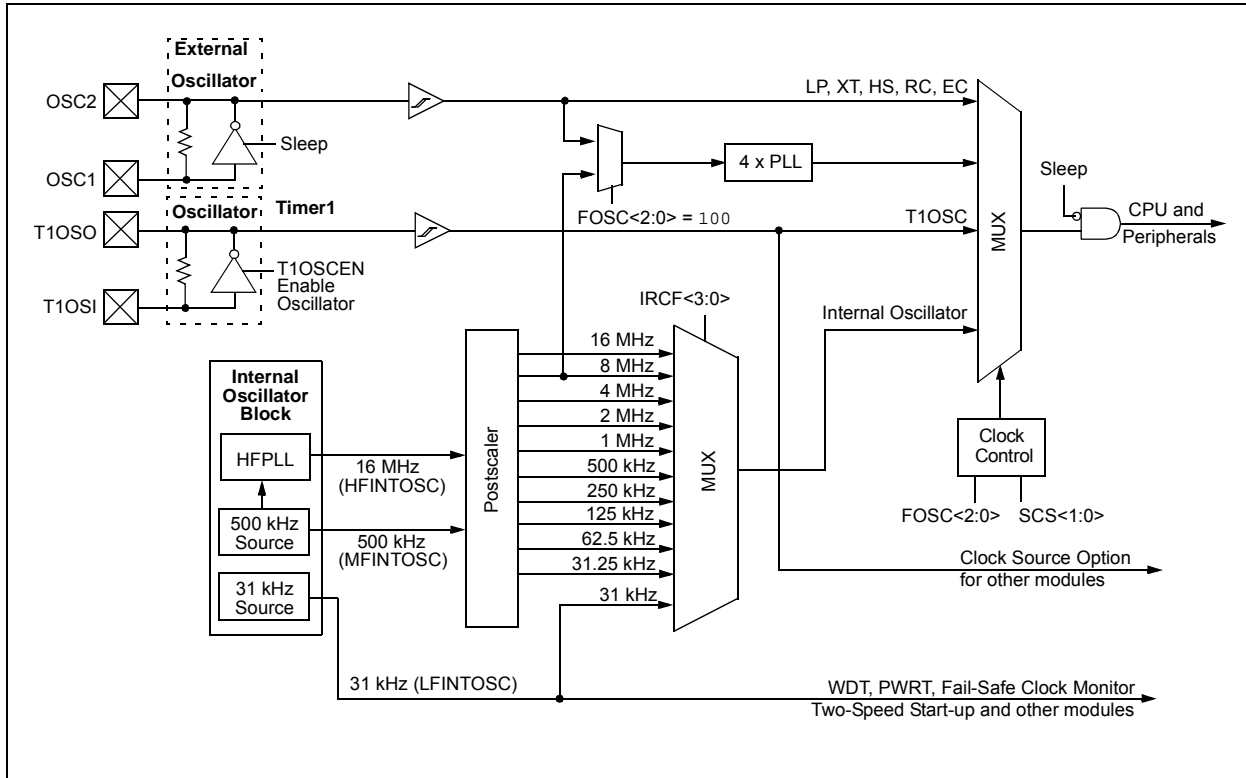 External
Oscillator
OSC2
OSC1
Sleep
LP, XT, HS, RC, EC
4 x PLL
FOSC<2:0> = 100
Oscillator
Timer1
T1OSO
T1OSI
T1OSCEN
Enable
Oscillator
T1OSC
MUX
Sleep
CPU and
Peripherals
IRCF<3:0>
Internal Oscillator
Internal
Oscillator
Block
HFPLL
500 kHz
Source
31 kHz
Source
16 MHz
(HFINTOSC)
500 kHz
(MFINTOSC)
Postscaler
16 MHz
8 MHz
4 MHz
2 MHz
1 MHz
500 kHz
250 kHz
125 kHz
62.5 kHz
31.25 kHz
31 kHz
MUX
Clock
Control
FOSC<2:0>
SCS<1:0>
Clock Source Option
for other modules
31 kHz (LFINTOSC)
WDT, PWRT, Fail-Safe Clock Monitor
Two-Speed Start-up and other modules